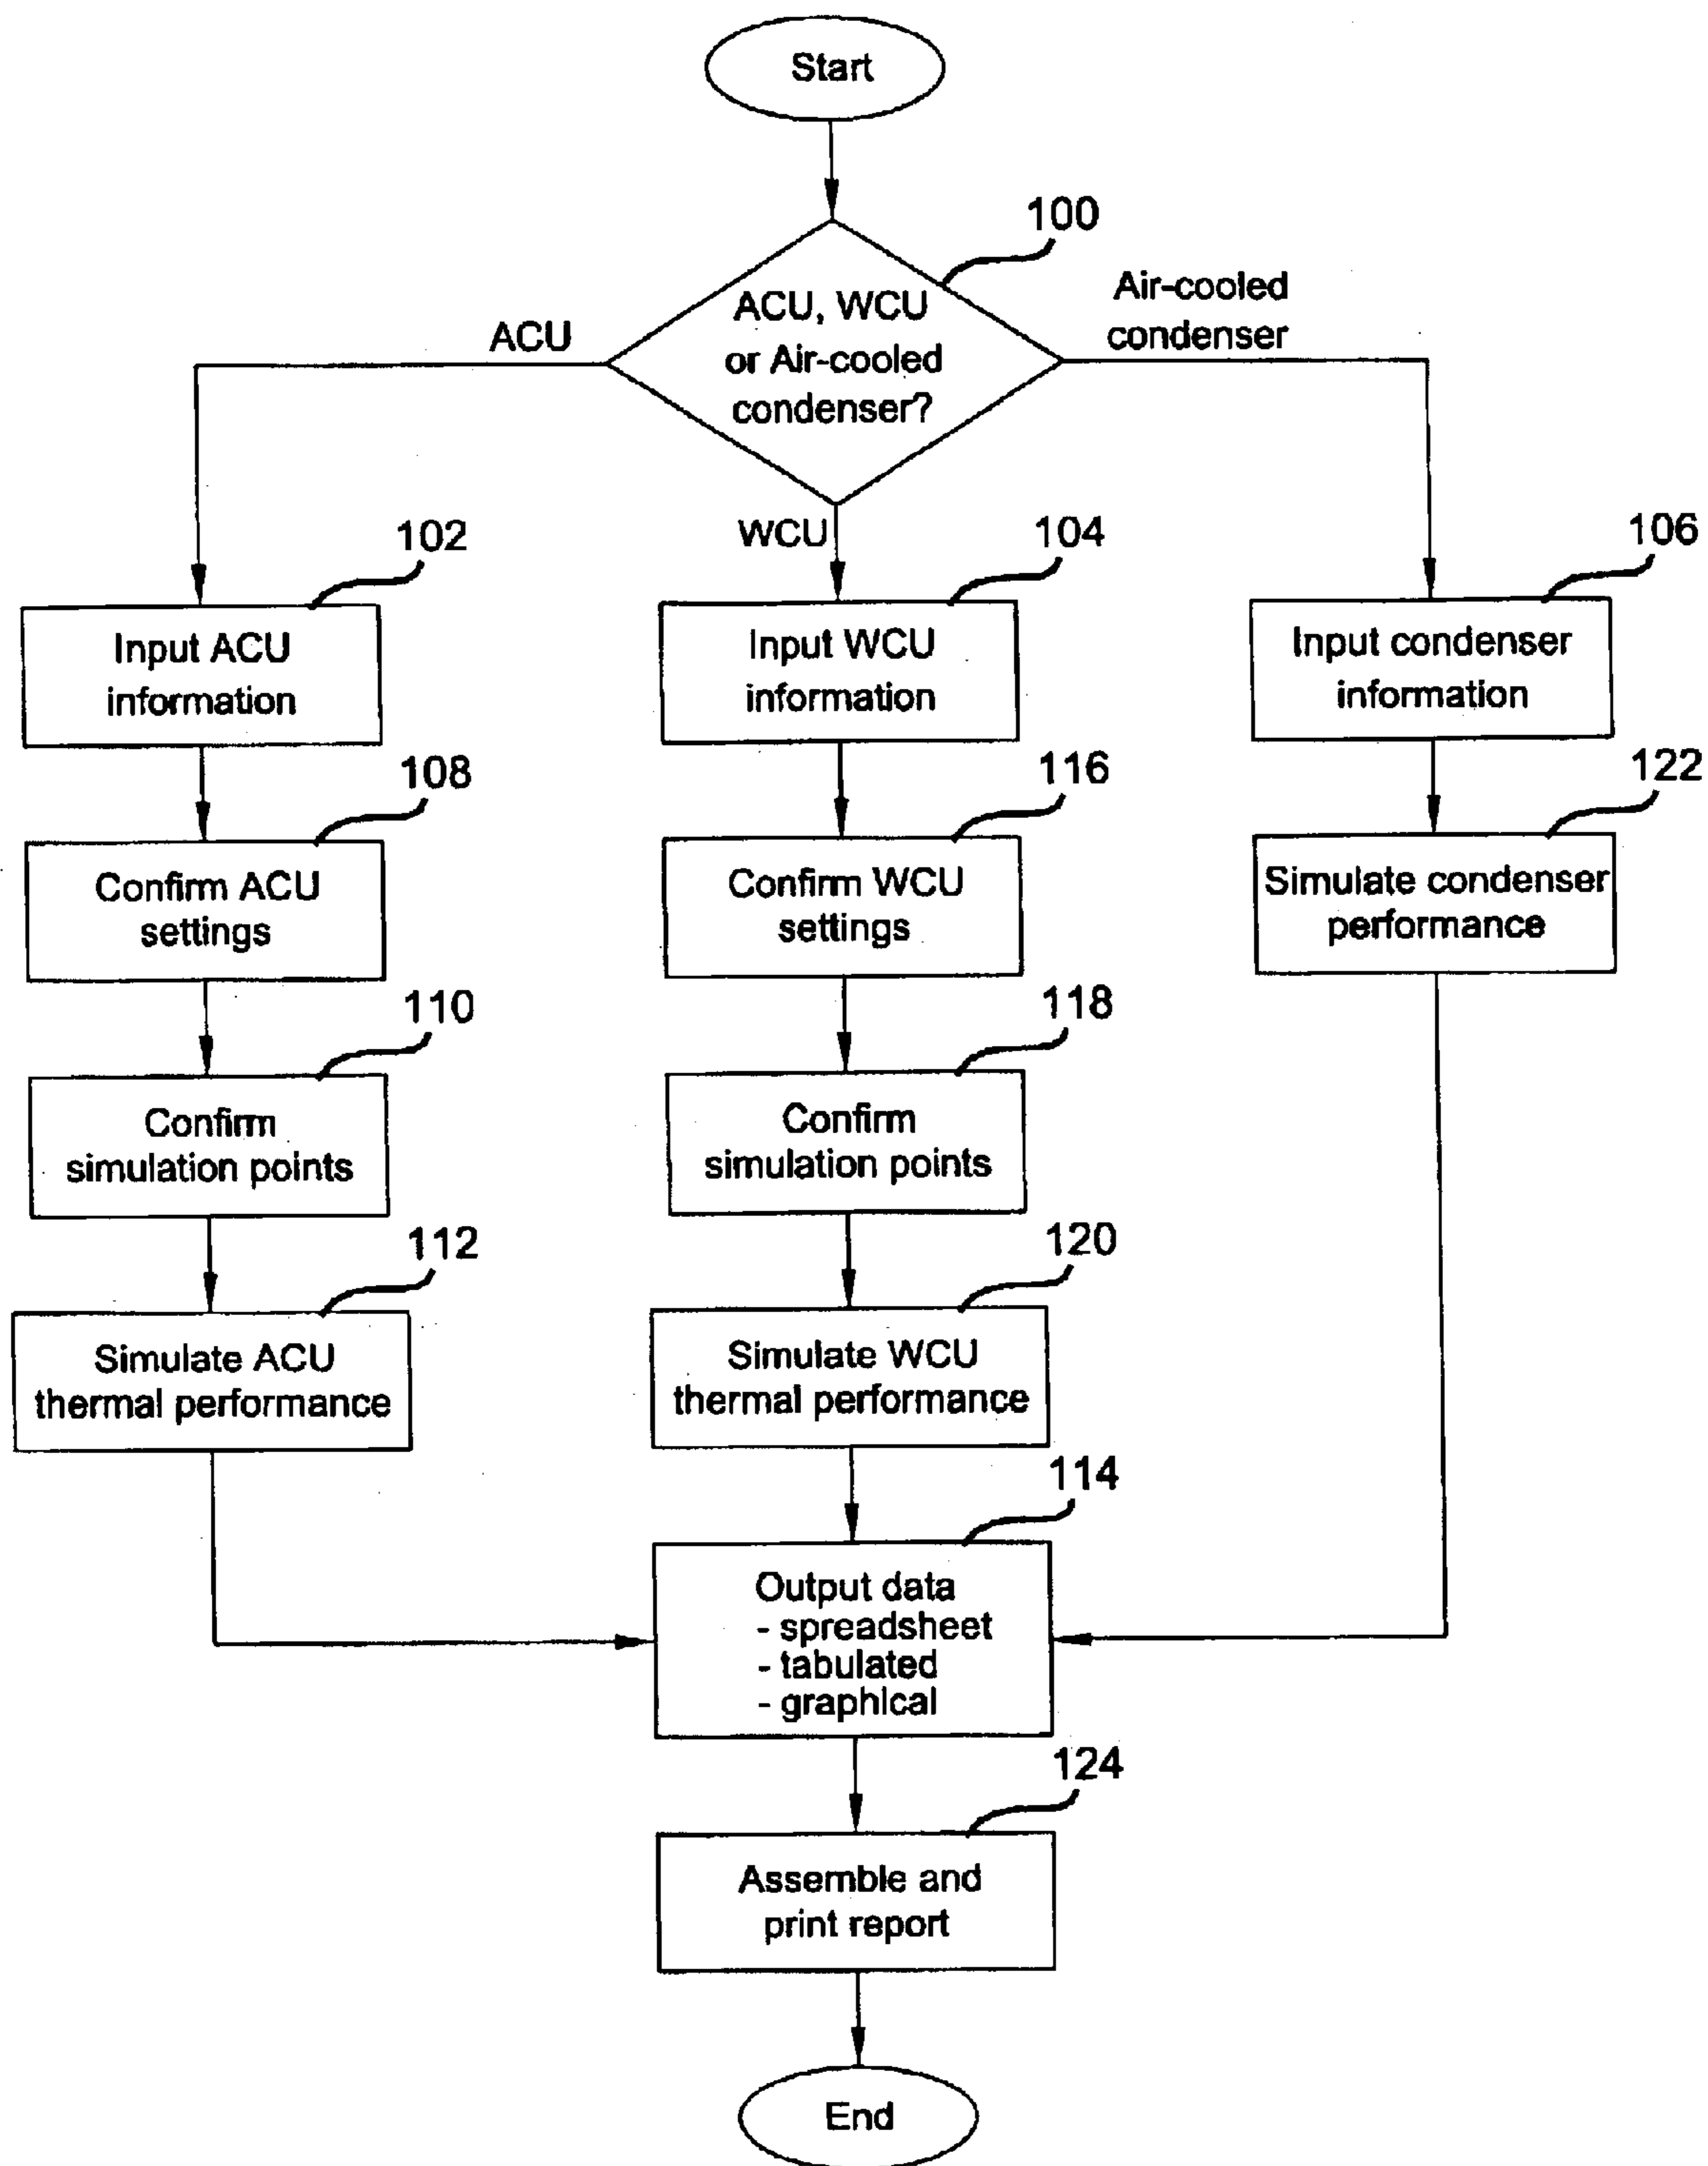 Start
100
ACU, WCU
or Air-cooled
condenser?
ACU
Air-cooled
condenser
WCU
102
104
106
Input ACU
information
Input WCU
information
Input condenser
information
108
116
122
Confirm ACU
settings
Confirm WCU
settings
Simulate condenser
performance
110
118
Confirm
simulation points
Confirm
simulation points
112
120
Simulate ACU
thermal performance
Simulate WCU
thermal performance
114
Output data
- spreadsheet
- tabulated
- graphical
124
Assemble and
print report
End